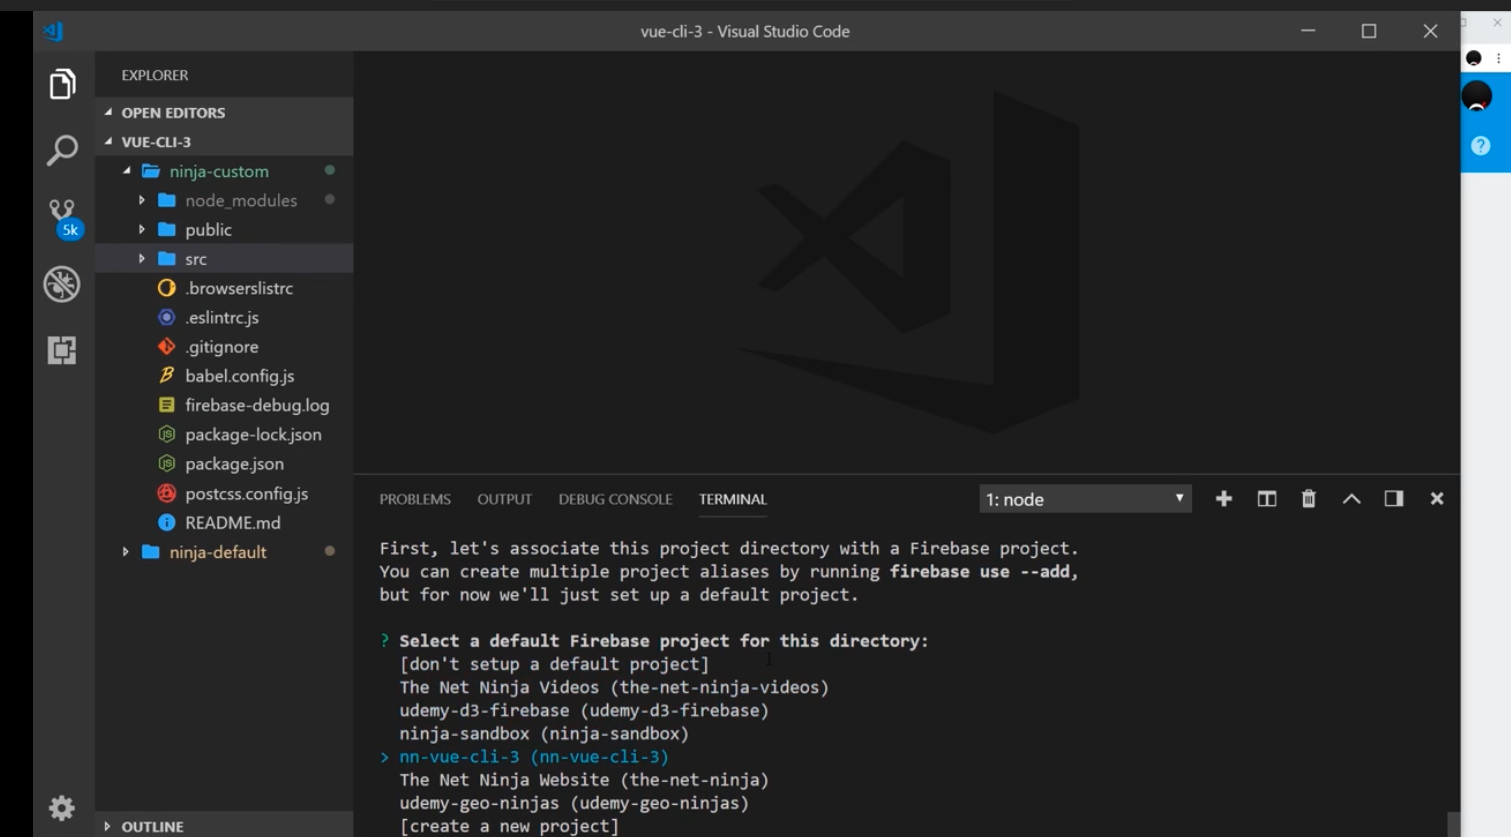 vue-cli-3 - Visual Studio Code
EXPLORER
OPEN EDITORS
VUE-CLI-3
ninja-custom
node_modules
public
src
.browserslistrc
.eslintrc.js
.gitignore
babel.config.js
firebase-debug.log
package-lock.json
package.json
postcss.config.js
README.md
ninja-default
OUTLINE
5k
PROBLEMS OUTPUT DEBUG CONSOLE TERMINAL 1: node
First, let's associate this project directory with a Firebase project.
You can create multiple project aliases by running firebase use --add,
but for now we'll just set up a default project.
? Select a default Firebase project for this directory:
[don't setup a default project]
The Net Ninja Videos (the-net-ninja-videos)
udemy-d3-firebase (udemy-d3-firebase)
ninja-sandbox (ninja-sandbox)
> nn-vue-cli-3 (nn-vue-cli-3)
The Net Ninja Website (the-net-ninja)
udemy-geo-ninjas (udemy-geo-ninjas)
[create a new project]